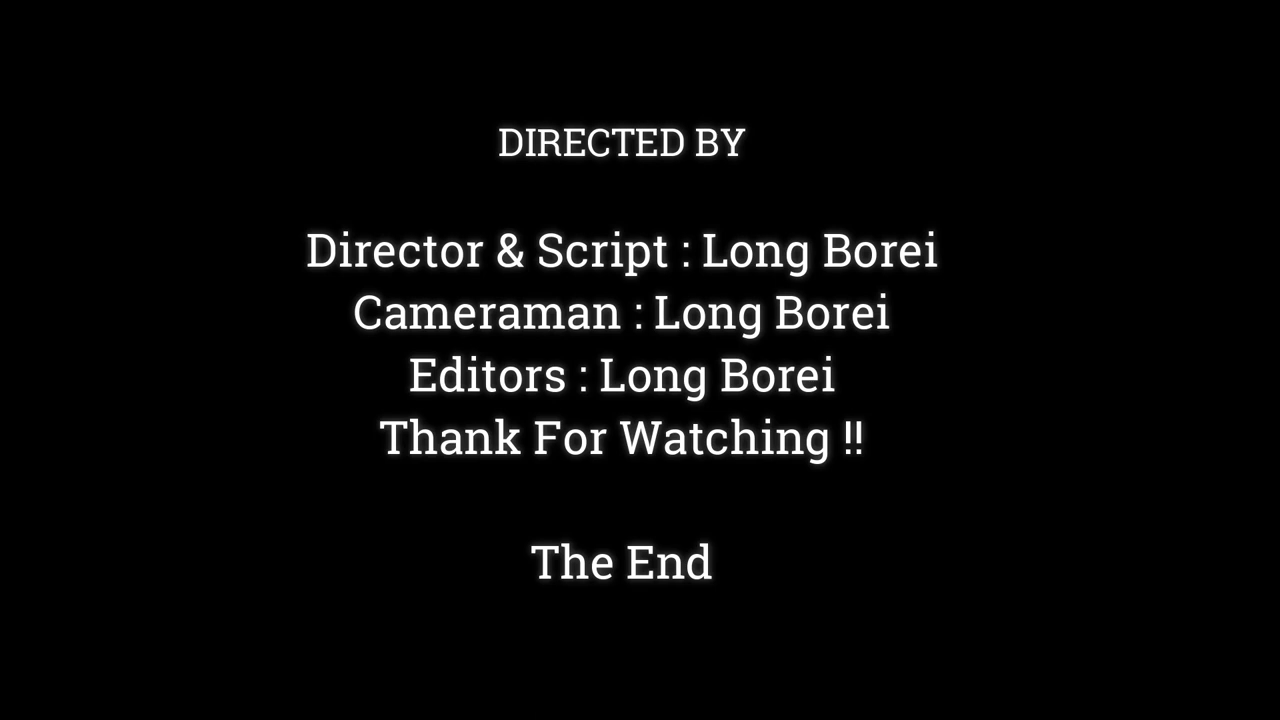 DIRECTED BY
Director & Script : Long Borei
Cameraman : Long Borei
Editors : Long Borei
Thank For Watching !!
The End